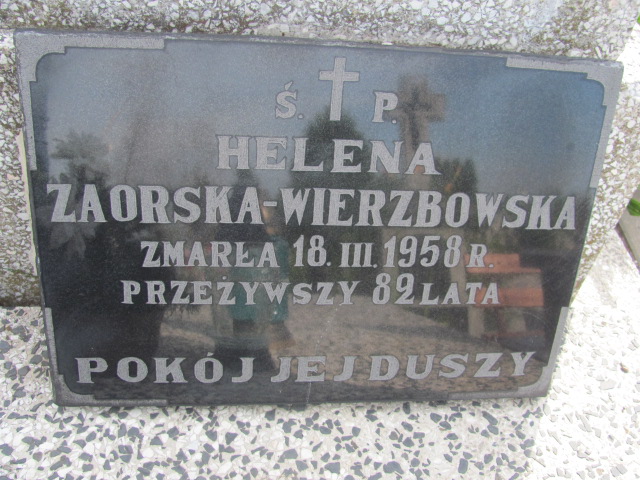 Ś. P.
HELENA
ZAORSKA-WIERZBOWSKA
ZMARŁA 18. III. 1958 R.
PRZEŻYWSZY 82 LATA
POKÓJ JEJ DUSZY